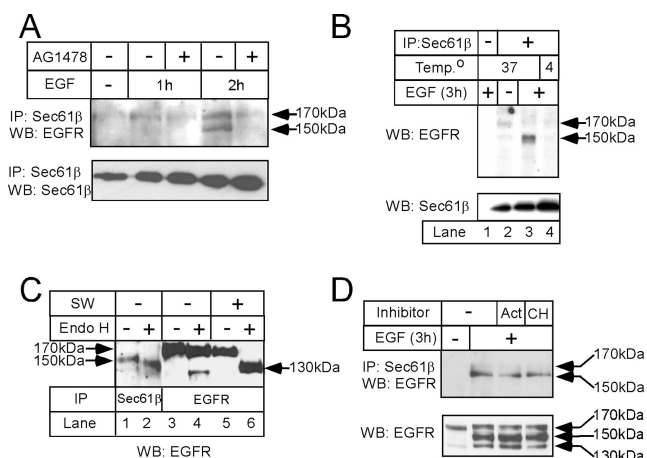 A
AG1478 - - + - +
EGF - 1h 2h
IP: Sec61β
WB: EGFR
170kDa
150kDa
IP: Sec61β
WB: Sec61β
B
IP:Sec61β - +
Temp.o 37 4
EGF (3h) + - +
WB: EGFR
170kDa
150kDa
WB: Sec61β
Lane 1 2 3 4
C
SW - - +
Endo H - + - + - +
170kDa
150kDa
130kDa
IP Sec61β EGFR
Lane 1 2 3 4 5 6
WB: EGFR
D
Inhibitor - Act CH
EGF (3h) - +
IP: Sec61β
WB: EGFR
170kDa
150kDa
WB: EGFR
170kDa
150kDa
130kDa